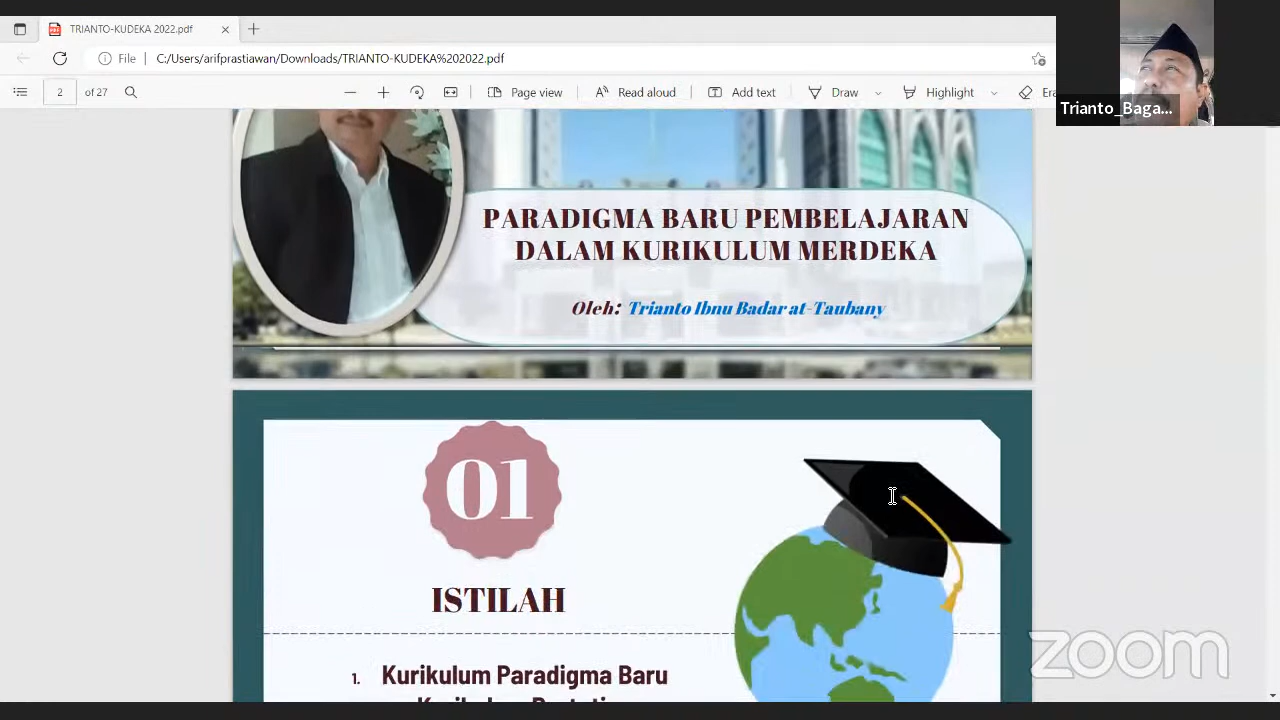 TRIANTO-KUDEKA 2022.pdf
File
C:/Users/arifprastiawan/Downloads/TRIANTO-KUDEKA%202022.pdf
2 of 27
Page view
Read aloud
Add text
Draw
Highlight
Era
Trianto_Baga...
PARADIGMA BARU PEMBELAJARAN
DALAM KURIKULUM MERDEKA
Oleh: Trianto Ibnu Badar at-Taubany
01
ISTILAH
1. Kurikulum Paradigma Baru
zoom